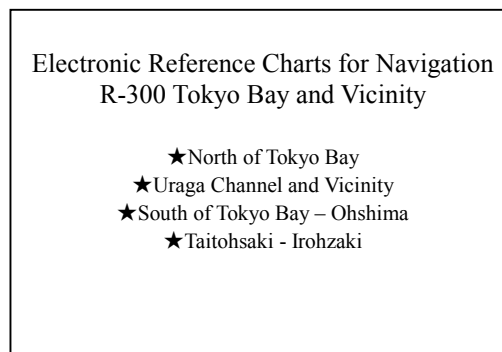 Electronic Reference Charts for Navigation
R-300 Tokyo Bay and Vicinity
★North of Tokyo Bay
★Uraga Channel and Vicinity
★South of Tokyo Bay – Ohshima
★Taitohsaki - Irohzaki